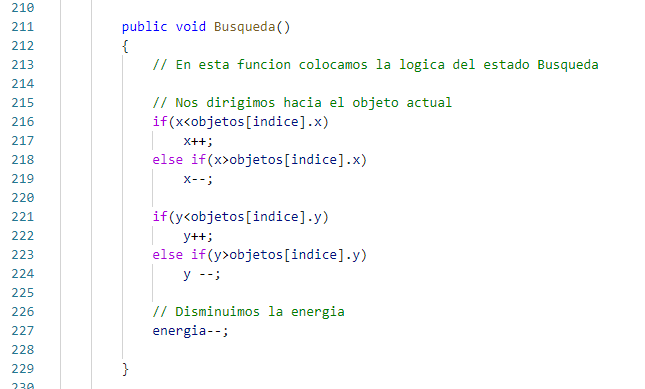 210
211 public void Busqueda()
212 {
213 // En esta funcion colocamos la logica del estado Busqueda
214
215 // Nos dirigimos hacia el objeto actual
216 if(x<objetos[indice].x)
217 x++;
218 else if(x>objetos[indice].x)
219 x--;
220
221 if(y<objetos[indice].y)
222 y++;
223 else if(y>objetos[indice].y)
224 y --;
225
226 // Disminuimos la energia
227 energia--;
228
229 }
230